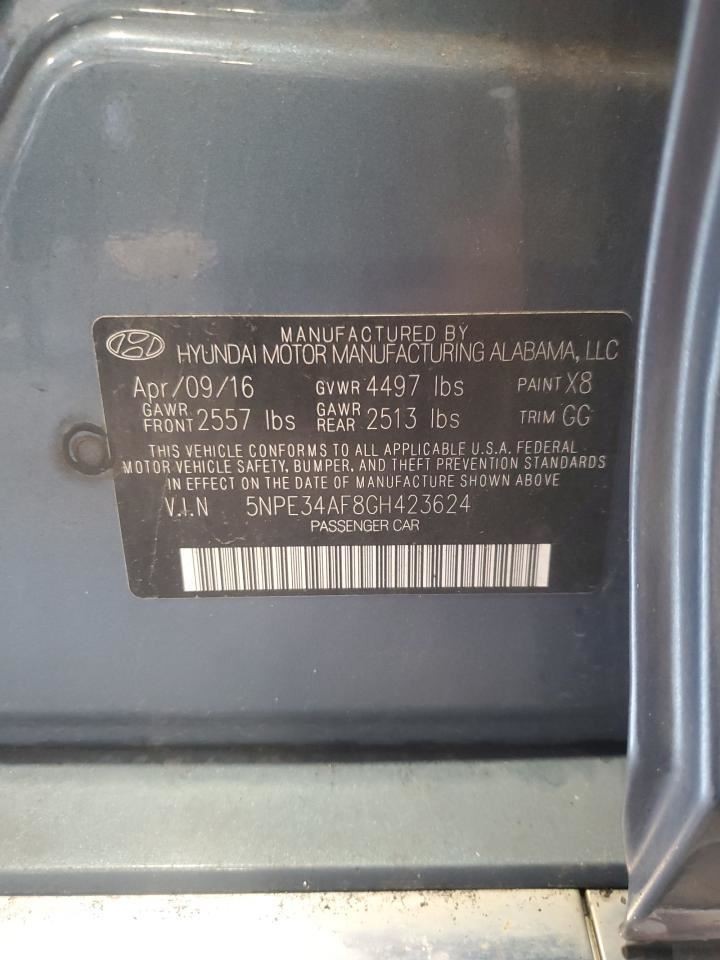 MANUFACTURED BY
HYUNDAI MOTOR MANUFACTURING ALABAMA, LLC
Apr/09/16 GVWR 4497 lbs PAINT X8
GAWR FRONT 2557 lbs GAWR REAR 2513 lbs TRIM GG
THIS VEHICLE CONFORMS TO ALL APPLICABLE U.S.A. FEDERAL
MOTOR VEHICLE SAFETY, BUMPER, AND THEFT PREVENTION STANDARDS
IN EFFECT ON THE DATE OF MANUFACTURE SHOWN ABOVE
V.I.N 5NPE34AF8GH423624
PASSENGER CAR